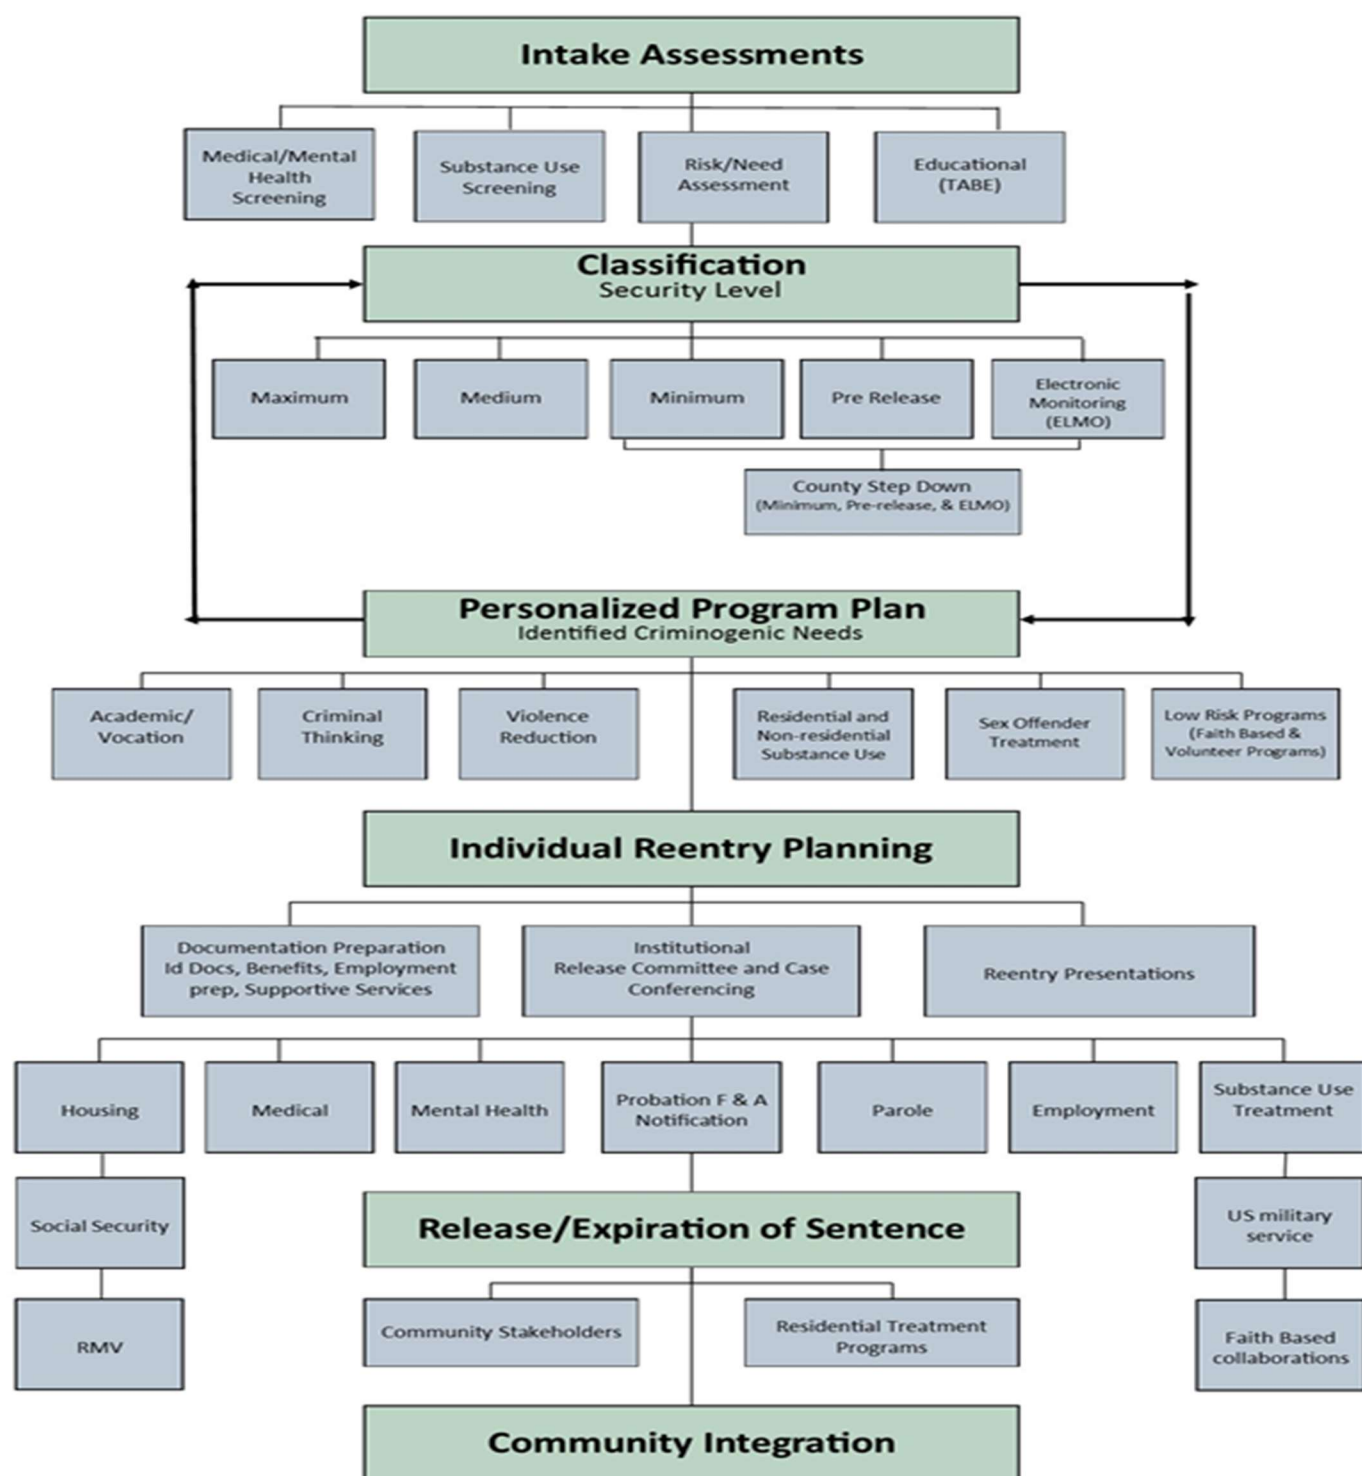 Intake Assessments
Medical/Mental
Health
Screening
Substance Use
Screening
Risk/Need
Assessment
Educational
(TABE)
Classification
Security Level
Maximum
Medium
Minimum
Pre Release
Electronic
Monitoring
(ELMO)
County Step Down
(Minimum, Pre-release, & ELMO)
Personalized Program Plan
Identified Criminogenic Needs
Academic/
Vocation
Criminal
Thinking
Violence
Reduction
Residential and
Non-residential
Substance Use
Sex Offender
Treatment
Low Risk Programs
(Faith Based &
Volunteer Programs)
Individual Reentry Planning
Documentation Preparation
Id Docs, Benefits, Employment
prep, Supportive Services
Institutional
Release Committee and Case
Conferencing
Reentry Presentations
Housing
Medical
Mental Health
Probation F & A
Notification
Parole
Employment
Substance Use
Treatment
Social Security
US military
service
Release/Expiration of Sentence
RMV
Community Stakeholders
Residential Treatment
Programs
Faith Based
collaborations
Community Integration